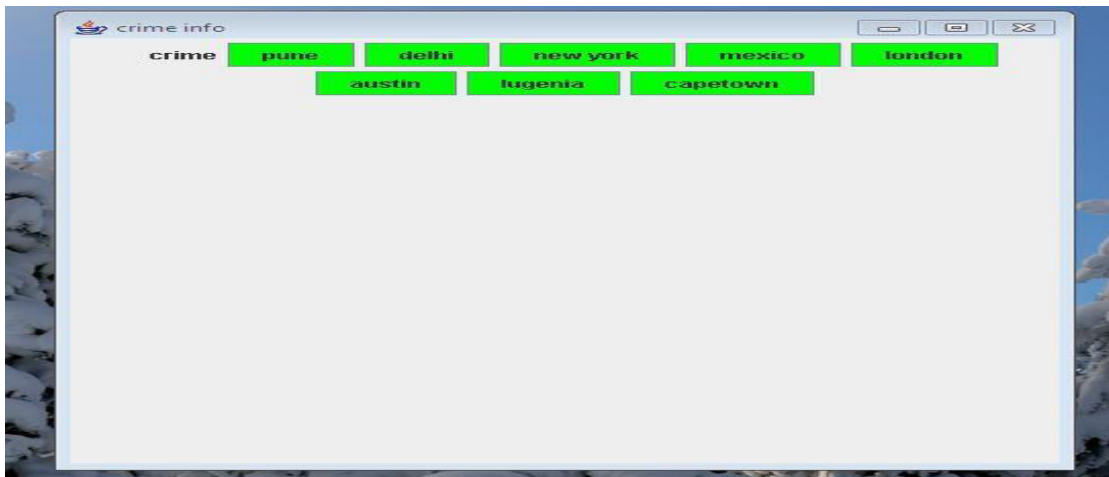 crime info
crime pune delhi new york mexico london
austin lugenia capetown